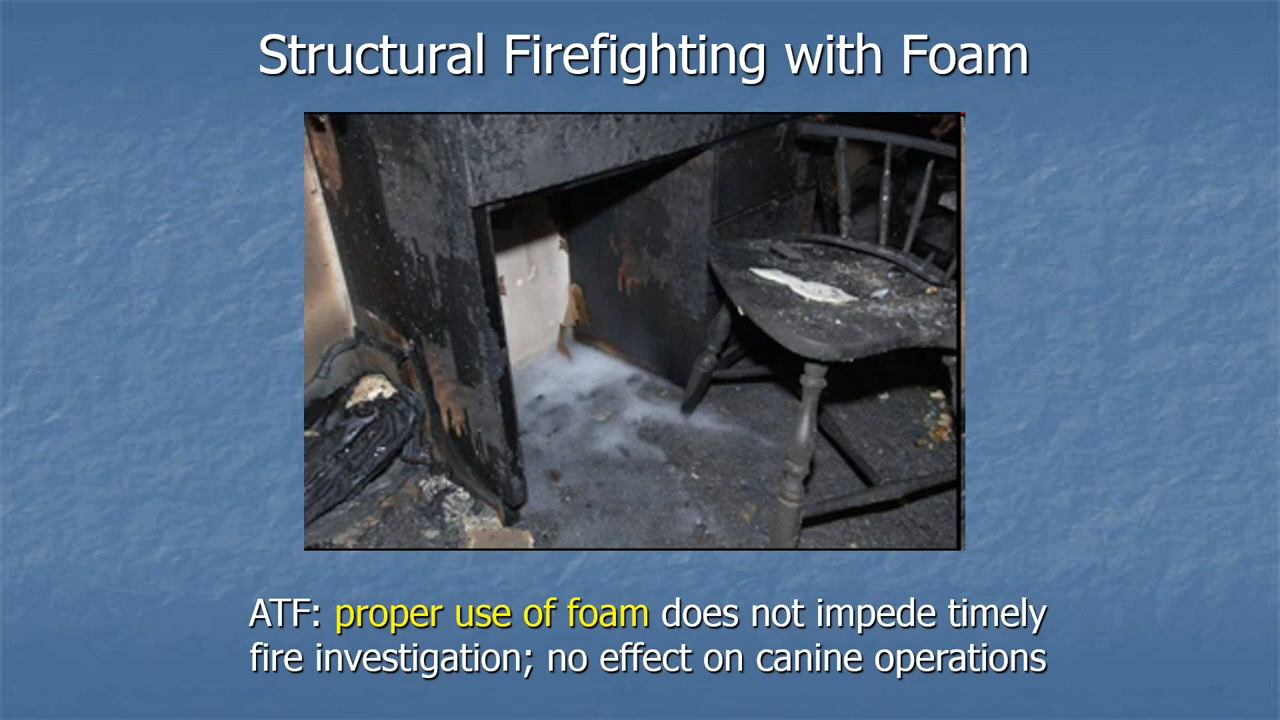 Structural Firefighting with Foam
ATF: proper use of foam does not impede timely
fire investigation; no effect on canine operations